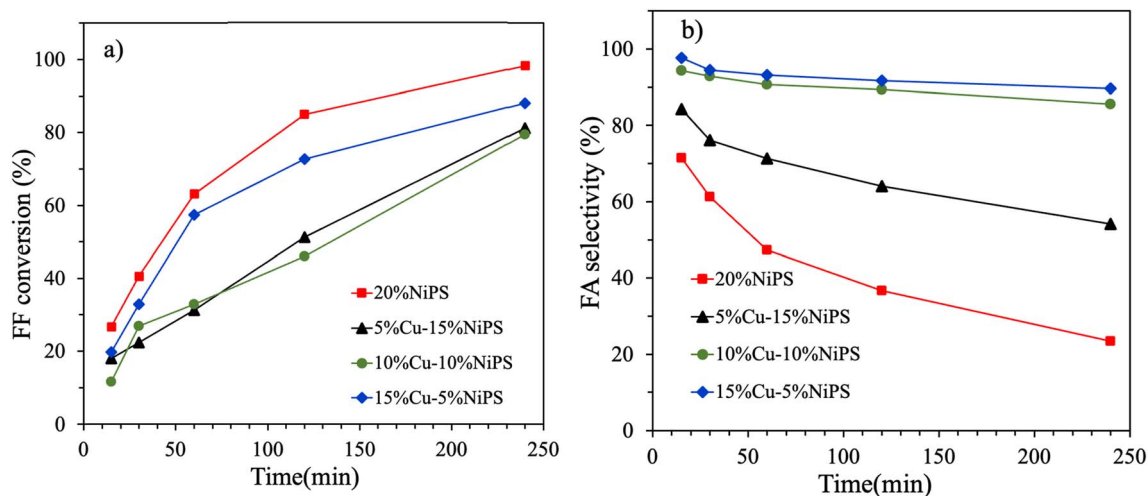 a)
FF conversion (%)
120
100
80
60
40
20
0
0 50 100 150 200 250
Time(min)
20%NiPS
5%Cu-15%NiPS
10%Cu-10%NiPS
15%Cu-5%NiPS
b)
FA selectivity (%)
100
80
60
40
20
0
0 50 100 150 200 250
Time(min)
20%NiPS
5%Cu-15%NiPS
10%Cu-10%NiPS
15%Cu-5%NiPS